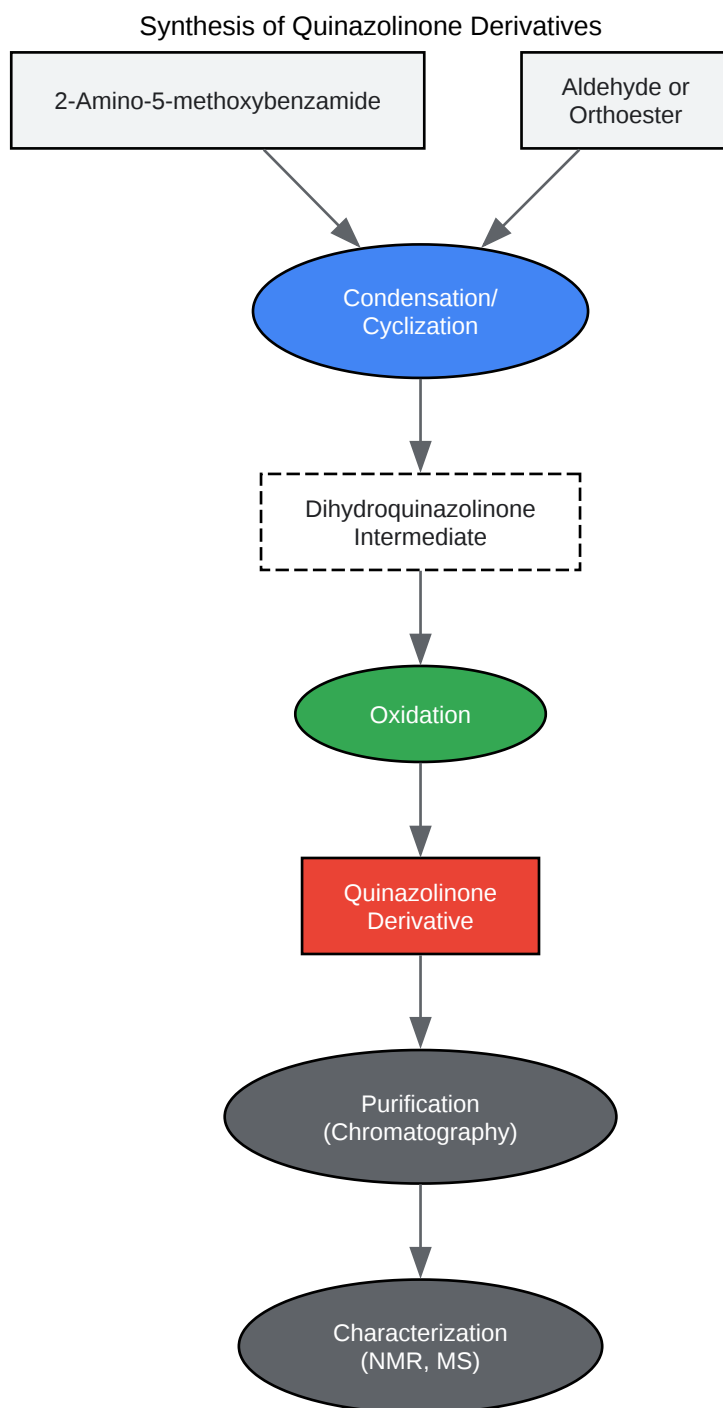 Synthesis of Quinazolinone Derivatives
2-Amino-5-methoxybenzamide
Aldehyde or
Orthoester
Condensation/
Cyclization
Dihydroquinazolinone
Intermediate
Oxidation
Quinazolinone
Derivative
Purification
(Chromatography)
Characterization
(NMR, MS)